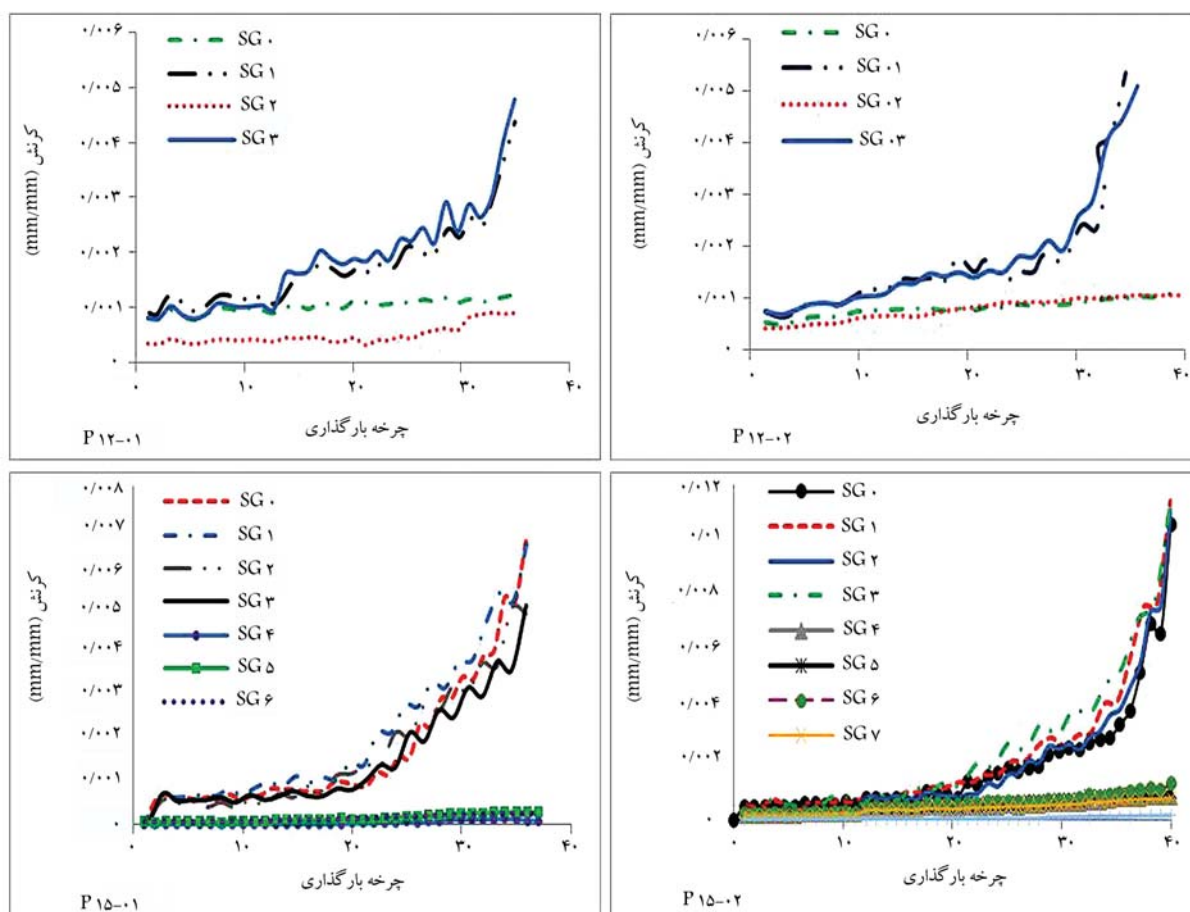 ۰/۰۰۶
۰/۰۰۵
۰/۰۰۴
۰/۰۰۳
۰/۰۰۲
۰/۰۰۱
۰
کرنش (mm/mm)
SG ۰
SG ۱
SG ۲
SG ۳
۰ ۱۰ ۲۰ ۳۰ ۴۰
چرخه بارگذاری
P ۱۲-۰۱
۰/۰۰۶
۰/۰۰۵
۰/۰۰۴
۰/۰۰۳
۰/۰۰۲
۰/۰۰۱
۰
کرنش (mm/mm)
SG ۰
SG ۰۱
SG ۰۲
SG ۰۳
۰ ۱۰ ۲۰ ۳۰ ۴۰
چرخه بارگذاری
P ۱۲-۰۲
۰/۰۰۸
۰/۰۰۷
۰/۰۰۶
۰/۰۰۵
۰/۰۰۴
۰/۰۰۳
۰/۰۰۲
۰/۰۰۱
۰
کرنش (mm/mm)
SG ۰
SG ۱
SG ۲
SG ۳
SG ۴
SG ۵
SG ۶
۰ ۱۰ ۲۰ ۳۰ ۴۰
چرخه بارگذاری
P ۱۵-۰۱
۰/۰۱۲
۰/۰۱
۰/۰۰۸
۰/۰۰۶
۰/۰۰۴
۰/۰۰۲
۰
کرنش (mm/mm)
SG ۰
SG ۱
SG ۲
SG ۳
SG ۴
SG ۵
SG ۶
SG ۷
۰ ۱۰ ۲۰ ۳۰ ۴۰
چرخه بارگذاری
P ۱۵-۰۲